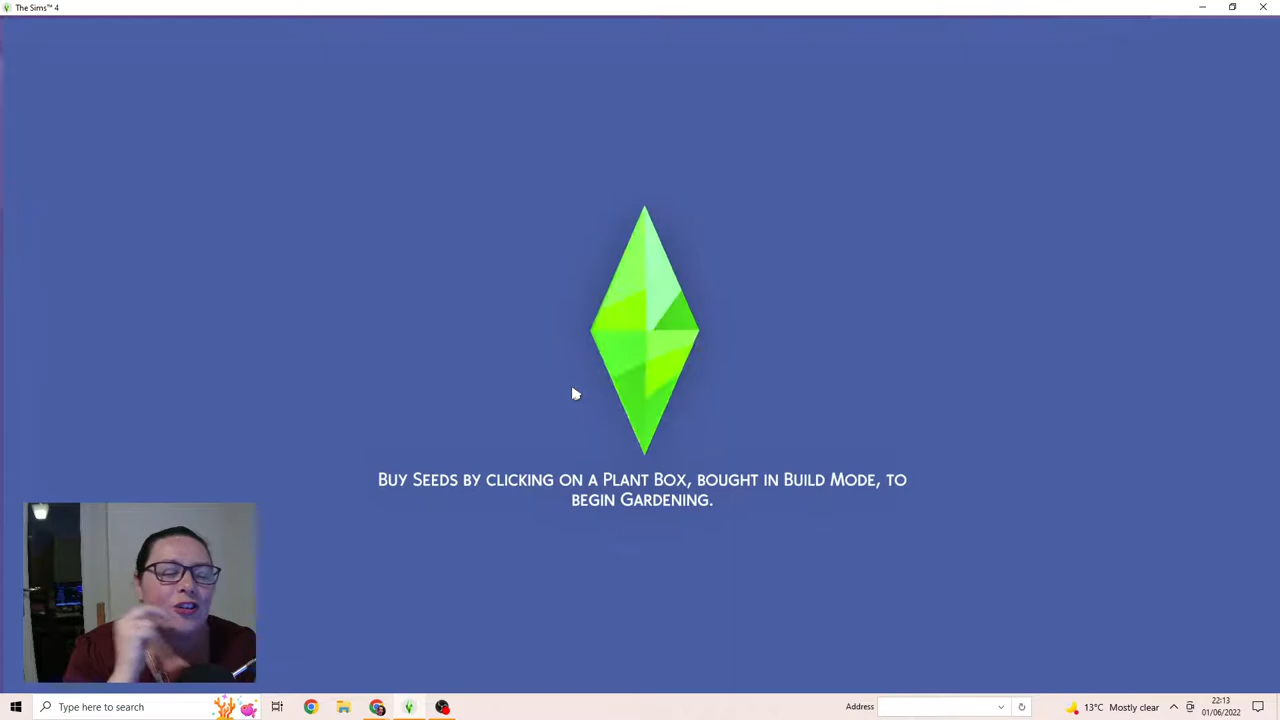 The Sims™ 4
BUY SEEDS BY CLICKING ON A PLANT BOX, BOUGHT IN BUILD MODE, TO
BEGIN GARDENING.
Type here to search
Address
13°C Mostly clear
22:13
01/06/2022